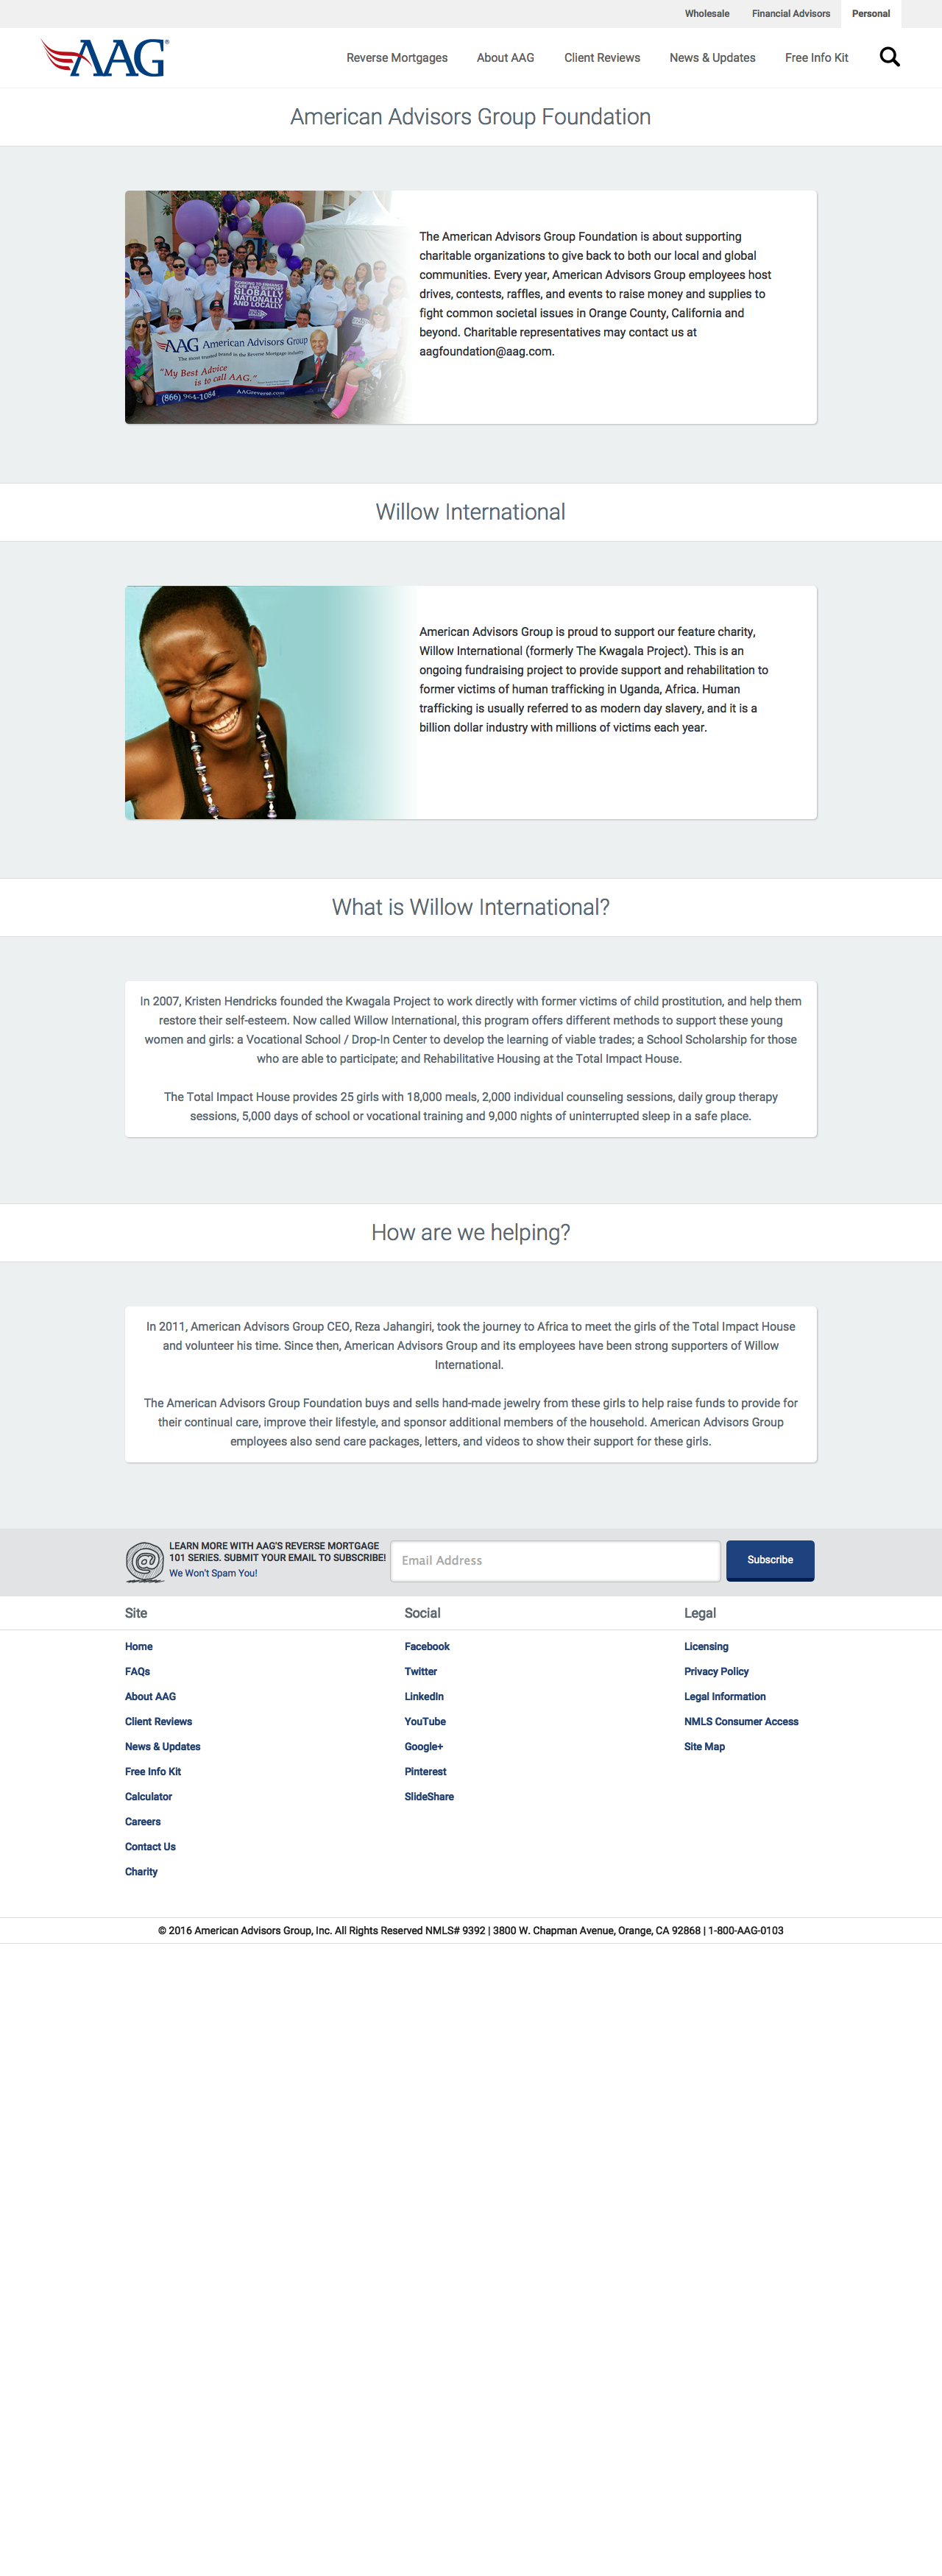 Wholesale Financial Advisors Personal
AAG®
Reverse Mortgages About AAG Client Reviews News & Updates Free Info Kit
American Advisors Group Foundation
WORKING TO ENHANCE
CARE AND SUPPORT
GLOBALLY
NATIONALLY
AND LOCALLY
AAG American Advisors Group
The most trusted brand in the Reverse Mortgage industry.
"My Best Advice
is to call AAG."
(866) 964-1084 AAGreverse.com
The American Advisors Group Foundation is about supporting
charitable organizations to give back to both our local and global
communities. Every year, American Advisors Group employees host
drives, contests, raffles, and events to raise money and supplies to
fight common societal issues in Orange County, California and
beyond. Charitable representatives may contact us at
aagfoundation@aag.com.
Willow International
American Advisors Group is proud to support our feature charity,
Willow International (formerly The Kwagala Project). This is an
ongoing fundraising project to provide support and rehabilitation to
former victims of human trafficking in Uganda, Africa. Human
trafficking is usually referred to as modern day slavery, and it is a
billion dollar industry with millions of victims each year.
What is Willow International?
In 2007, Kristen Hendricks founded the Kwagala Project to work directly with former victims of child prostitution, and help them
restore their self-esteem. Now called Willow International, this program offers different methods to support these young
women and girls: a Vocational School / Drop-In Center to develop the learning of viable trades; a School Scholarship for those
who are able to participate; and Rehabilitative Housing at the Total Impact House.
The Total Impact House provides 25 girls with 18,000 meals, 2,000 individual counseling sessions, daily group therapy
sessions, 5,000 days of school or vocational training and 9,000 nights of uninterrupted sleep in a safe place.
How are we helping?
In 2011, American Advisors Group CEO, Reza Jahangiri, took the journey to Africa to meet the girls of the Total Impact House
and volunteer his time. Since then, American Advisors Group and its employees have been strong supporters of Willow
International.
The American Advisors Group Foundation buys and sells hand-made jewelry from these girls to help raise funds to provide for
their continual care, improve their lifestyle, and sponsor additional members of the household. American Advisors Group
employees also send care packages, letters, and videos to show their support for these girls.
LEARN MORE WITH AAG'S REVERSE MORTGAGE
101 SERIES. SUBMIT YOUR EMAIL TO SUBSCRIBE!
We Won't Spam You!
Email Address
Subscribe
Site
Home
FAQs
About AAG
Client Reviews
News & Updates
Free Info Kit
Calculator
Careers
Contact Us
Charity
Social
Facebook
Twitter
LinkedIn
YouTube
Google+
Pinterest
SlideShare
Legal
Licensing
Privacy Policy
Legal Information
NMLS Consumer Access
Site Map
© 2016 American Advisors Group, Inc. All Rights Reserved NMLS# 9392 | 3800 W. Chapman Avenue, Orange, CA 92868 | 1-800-AAG-0103